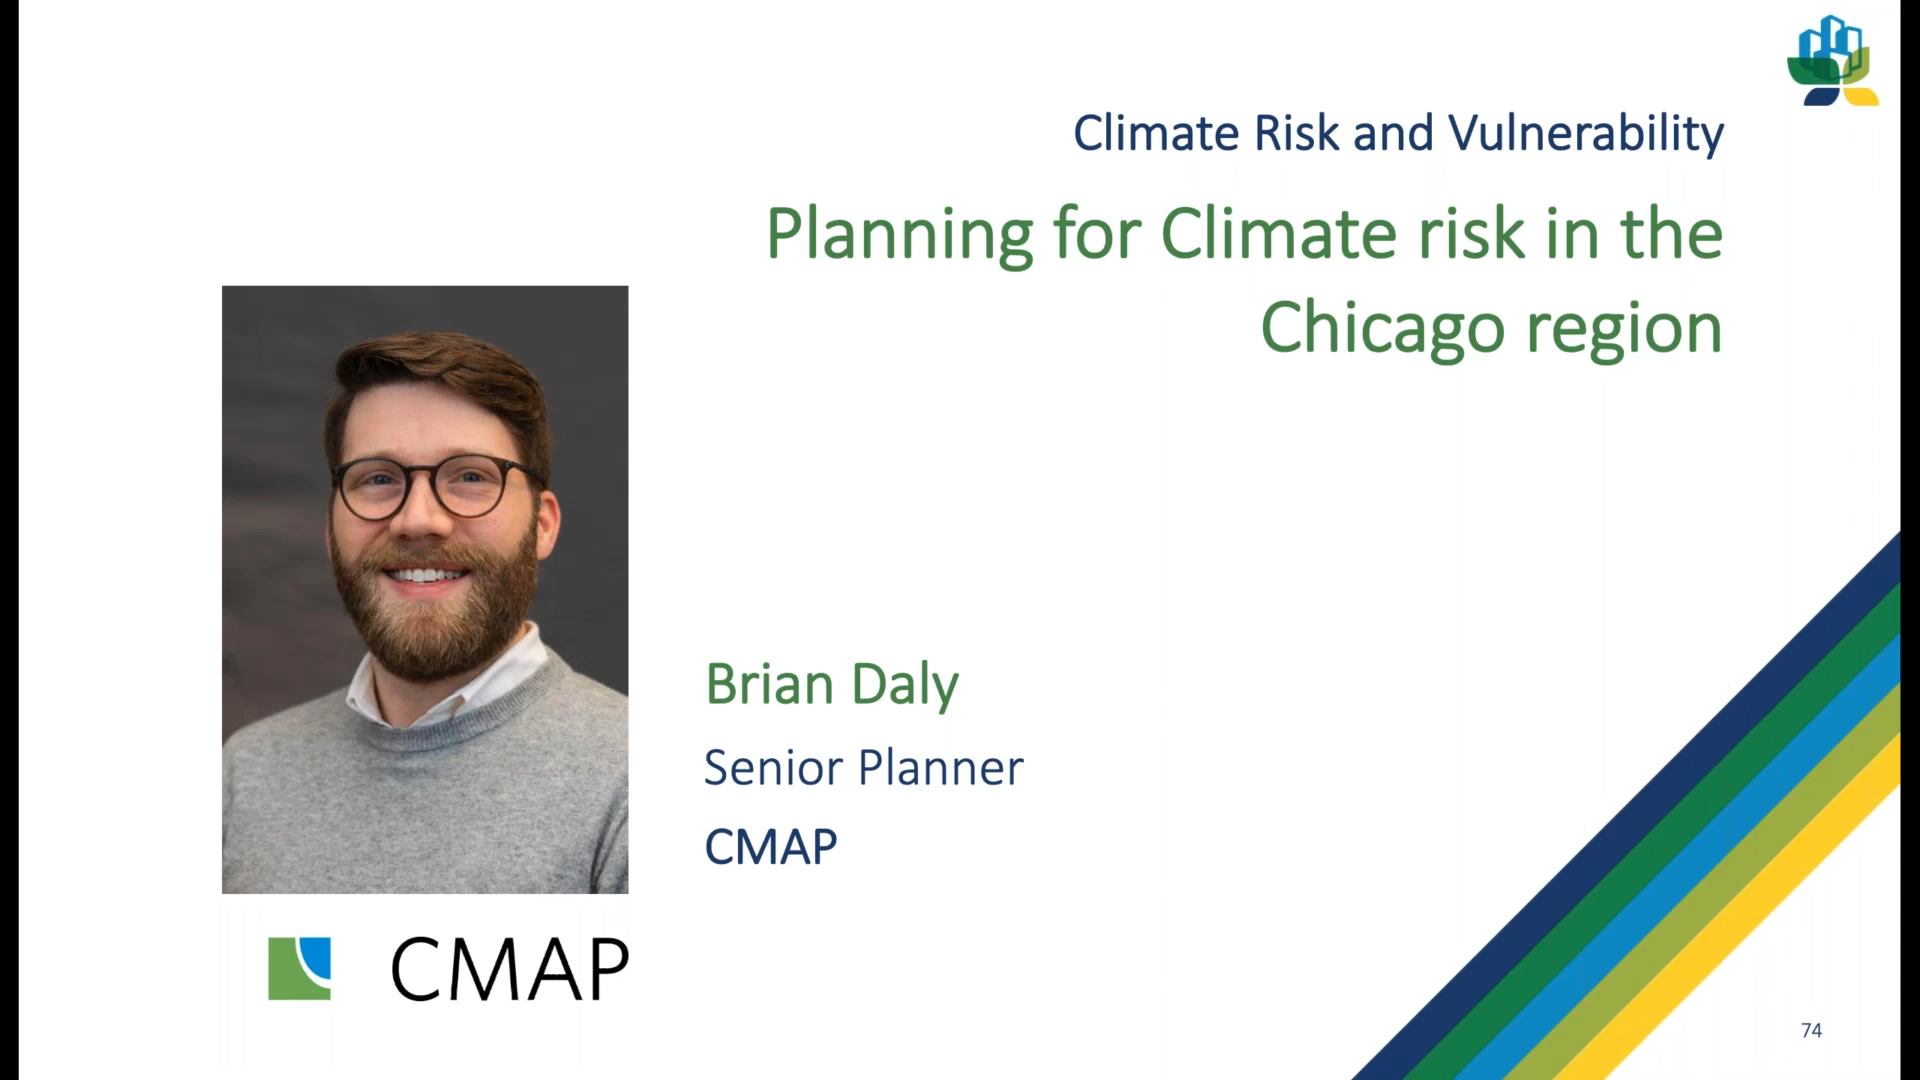 Climate Risk and Vulnerability
Planning for Climate risk in the
Chicago region
Brian Daly
Senior Planner
CMAP
CMAP
74